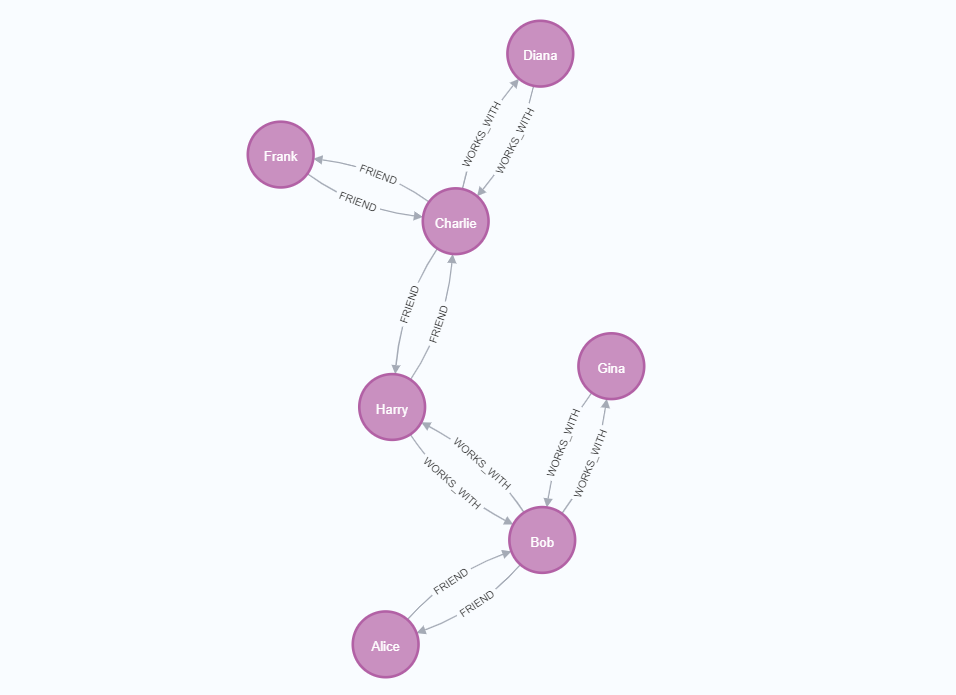 Diana
WORKS_WITH
WORKS_WITH
Frank
FRIEND
FRIEND
Charlie
FRIEND
FRIEND
Gina
Harry
WORKS_WITH
WORKS_WITH
WORKS_WITH
WORKS_WITH
Bob
FRIEND
FRIEND
Alice